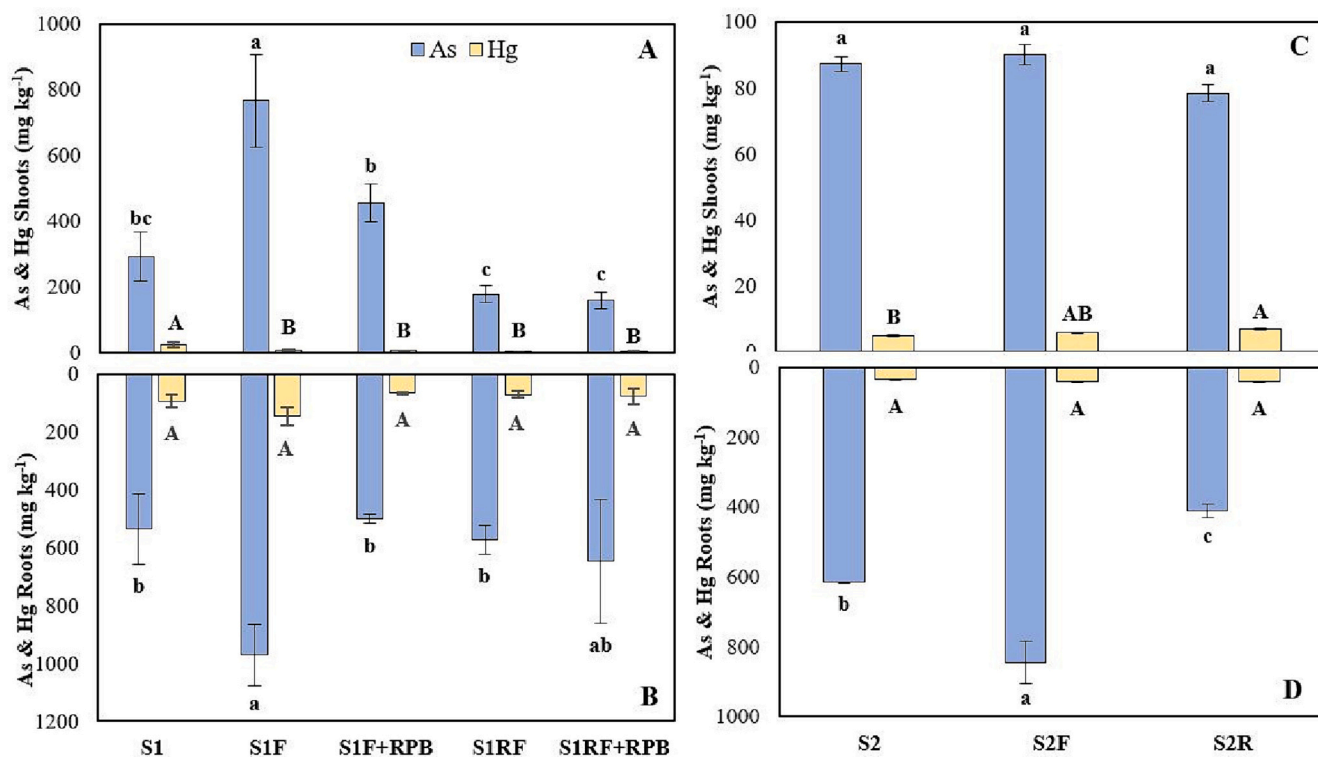 As & Hg Shoots (mg kg⁻¹)
1000
800
600
400
200
0
As Hg
A
bc
a
b
c
c
A
B
B
B
B
As & Hg Roots (mg kg⁻¹)
0
200
400
600
800
1000
1200
A
A
A
A
A
b
a
b
b
ab
B
S1 S1F S1F+RPB S1RF S1RF+RPB
As & Hg Shoots (mg kg⁻¹)
100
80
60
40
20
0
C
a
a
a
B
AB
A
As & Hg Roots (mg kg⁻¹)
0
200
400
600
800
1000
A
A
A
b
a
c
D
S2 S2F S2R